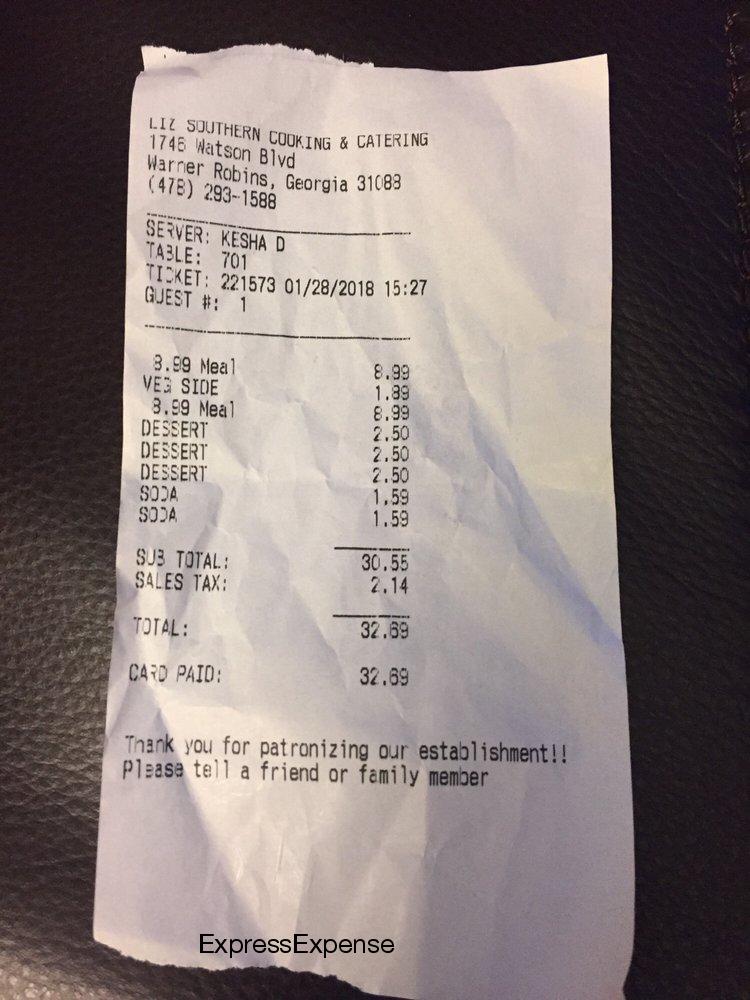 LIZ SOUTHERN COOKING & CATERING
1746 Watson Blvd
Warner Robins, Georgia 31088
(478) 293-1588
SERVER: KESHA D
TABLE: 701
TICKET: 221573 01/28/2018 15:27
GUEST #: 1
8.99 Meal 8.99
VEG SIDE 1.89
8.99 Meal 8.99
DESSERT 2.50
DESSERT 2.50
DESSERT 2.50
SODA 1.59
SODA 1.59
SUB TOTAL: 30.55
SALES TAX: 2.14
TOTAL: 32.69
CARD PAID: 32.69
Thank you for patronizing our establishment!!
Please tell a friend or family member
ExpressExpense